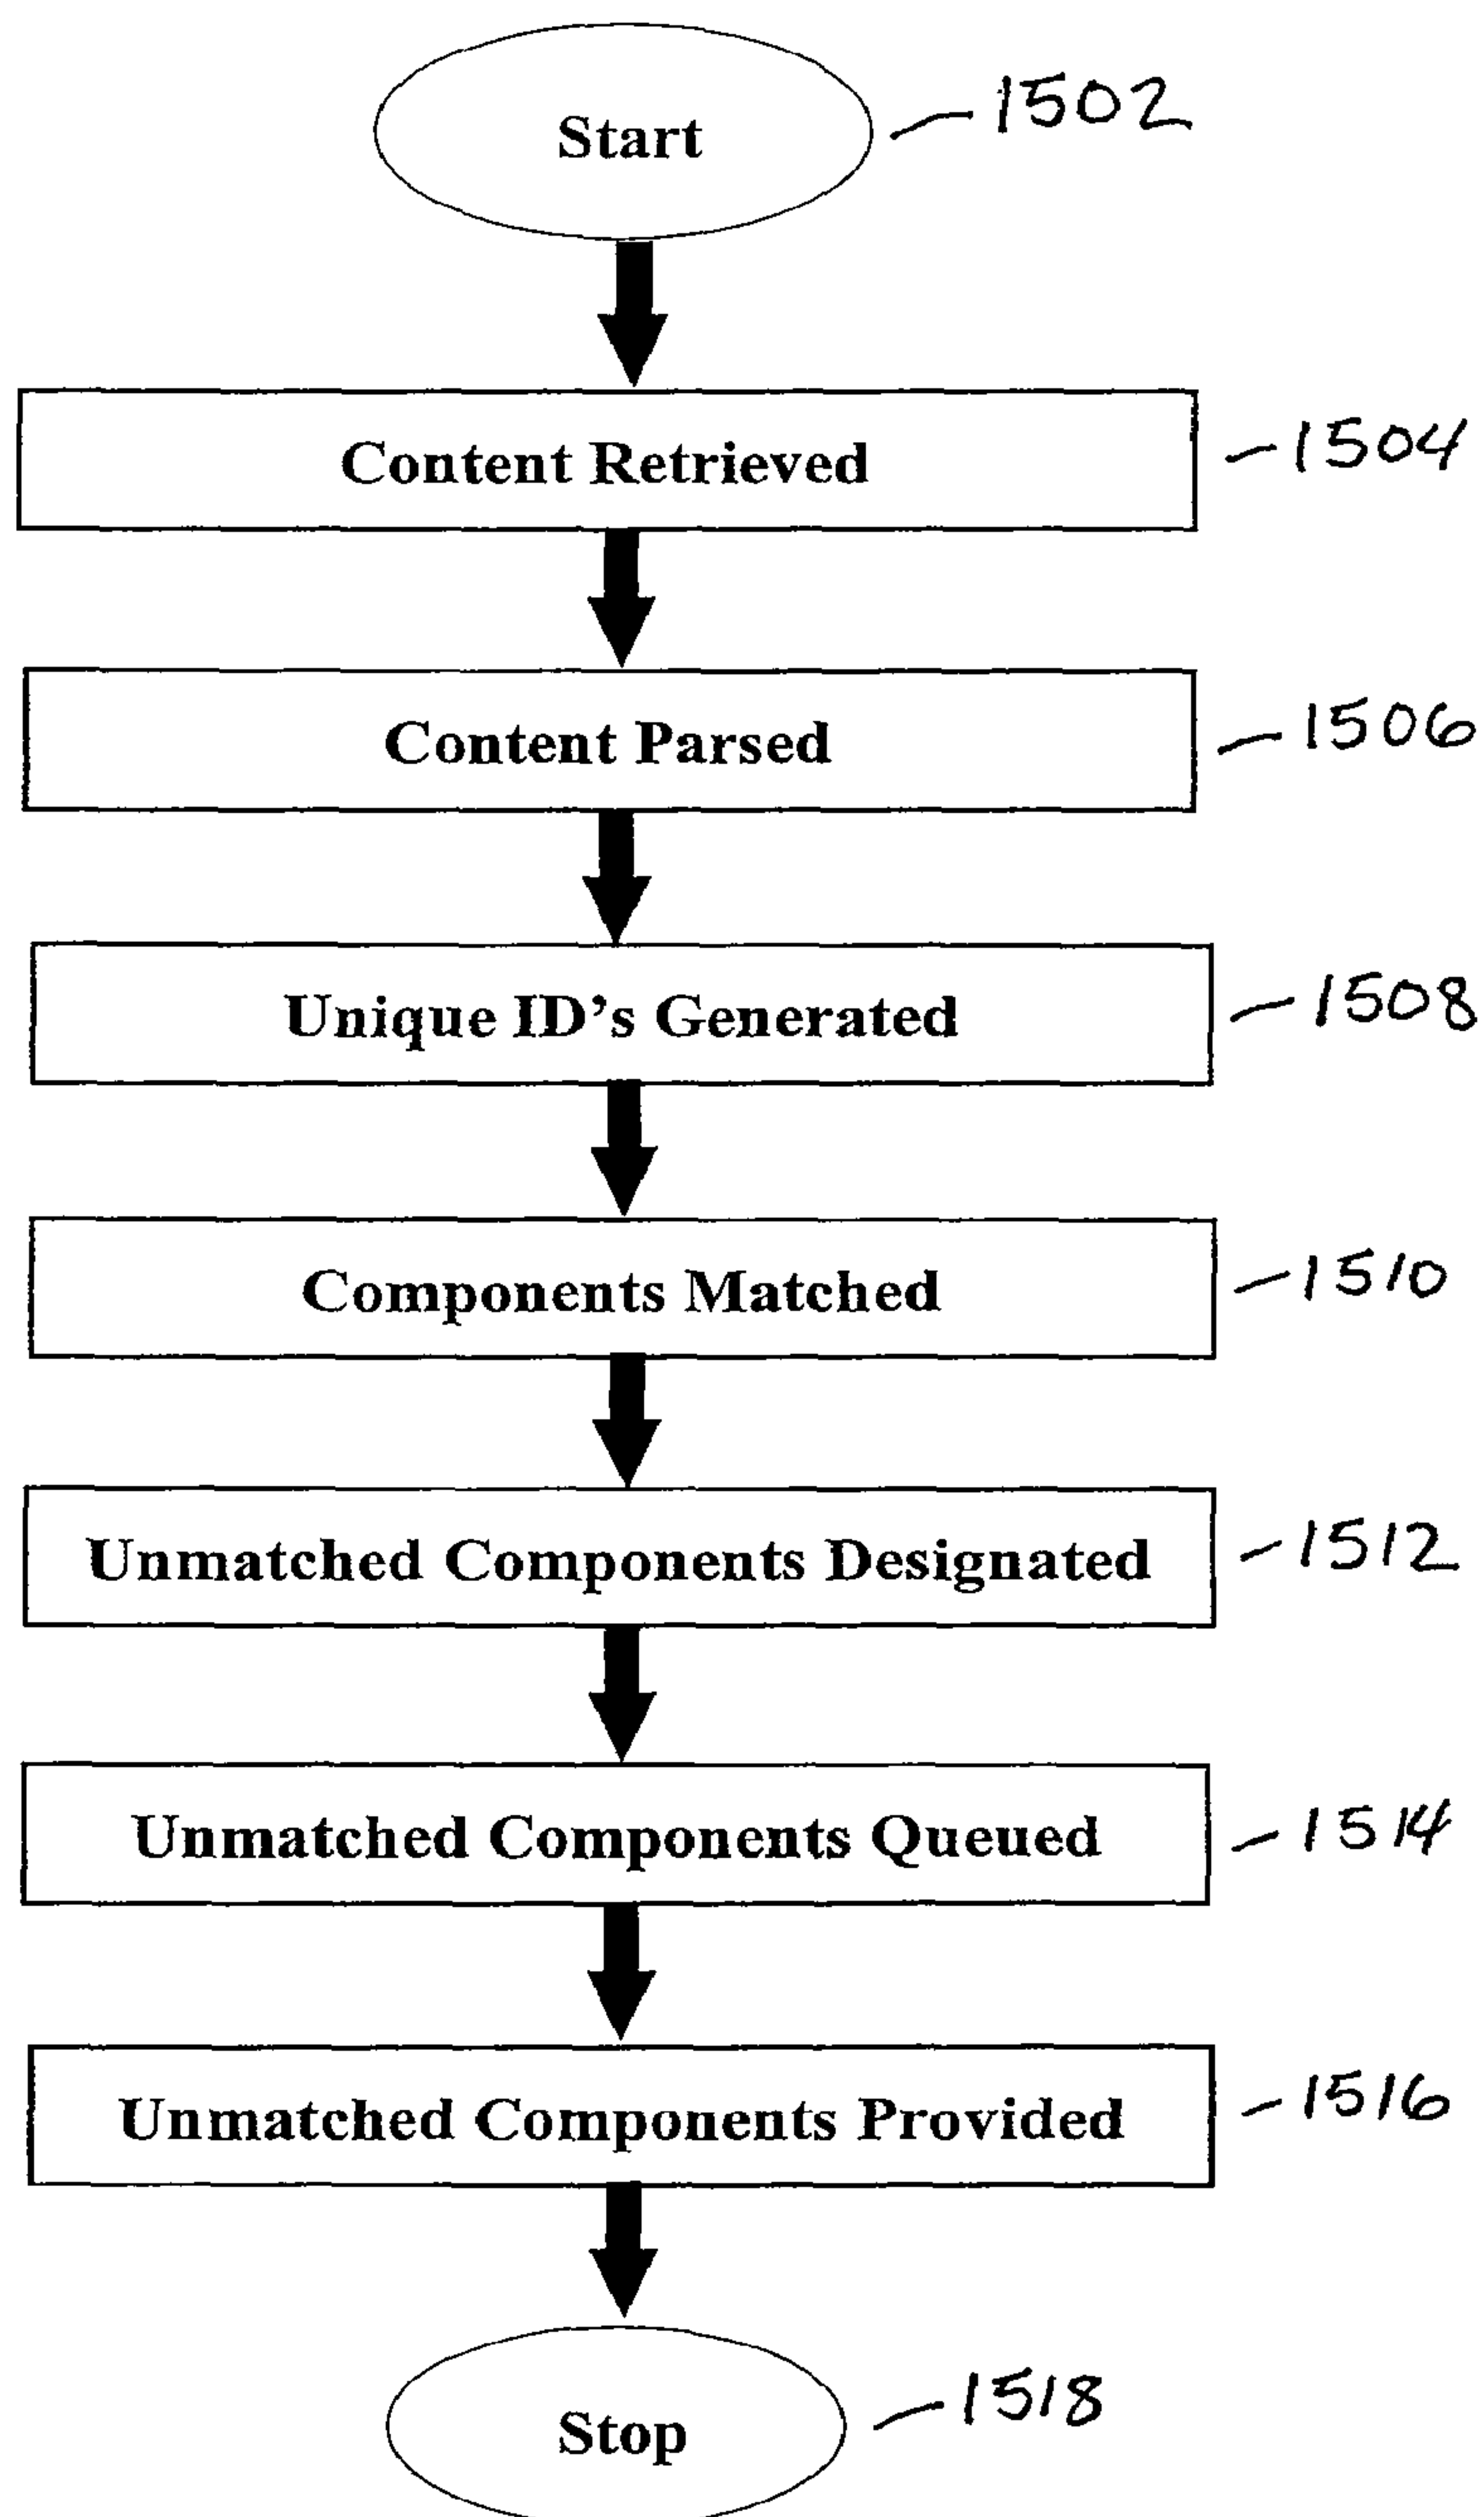 Start 1502
Content Retrieved 1504
Content Parsed 1506
Unique ID’s Generated 1508
Components Matched 1510
Unmatched Components Designated 1512
Unmatched Components Queued 1514
Unmatched Components Provided 1516
Stop 1518